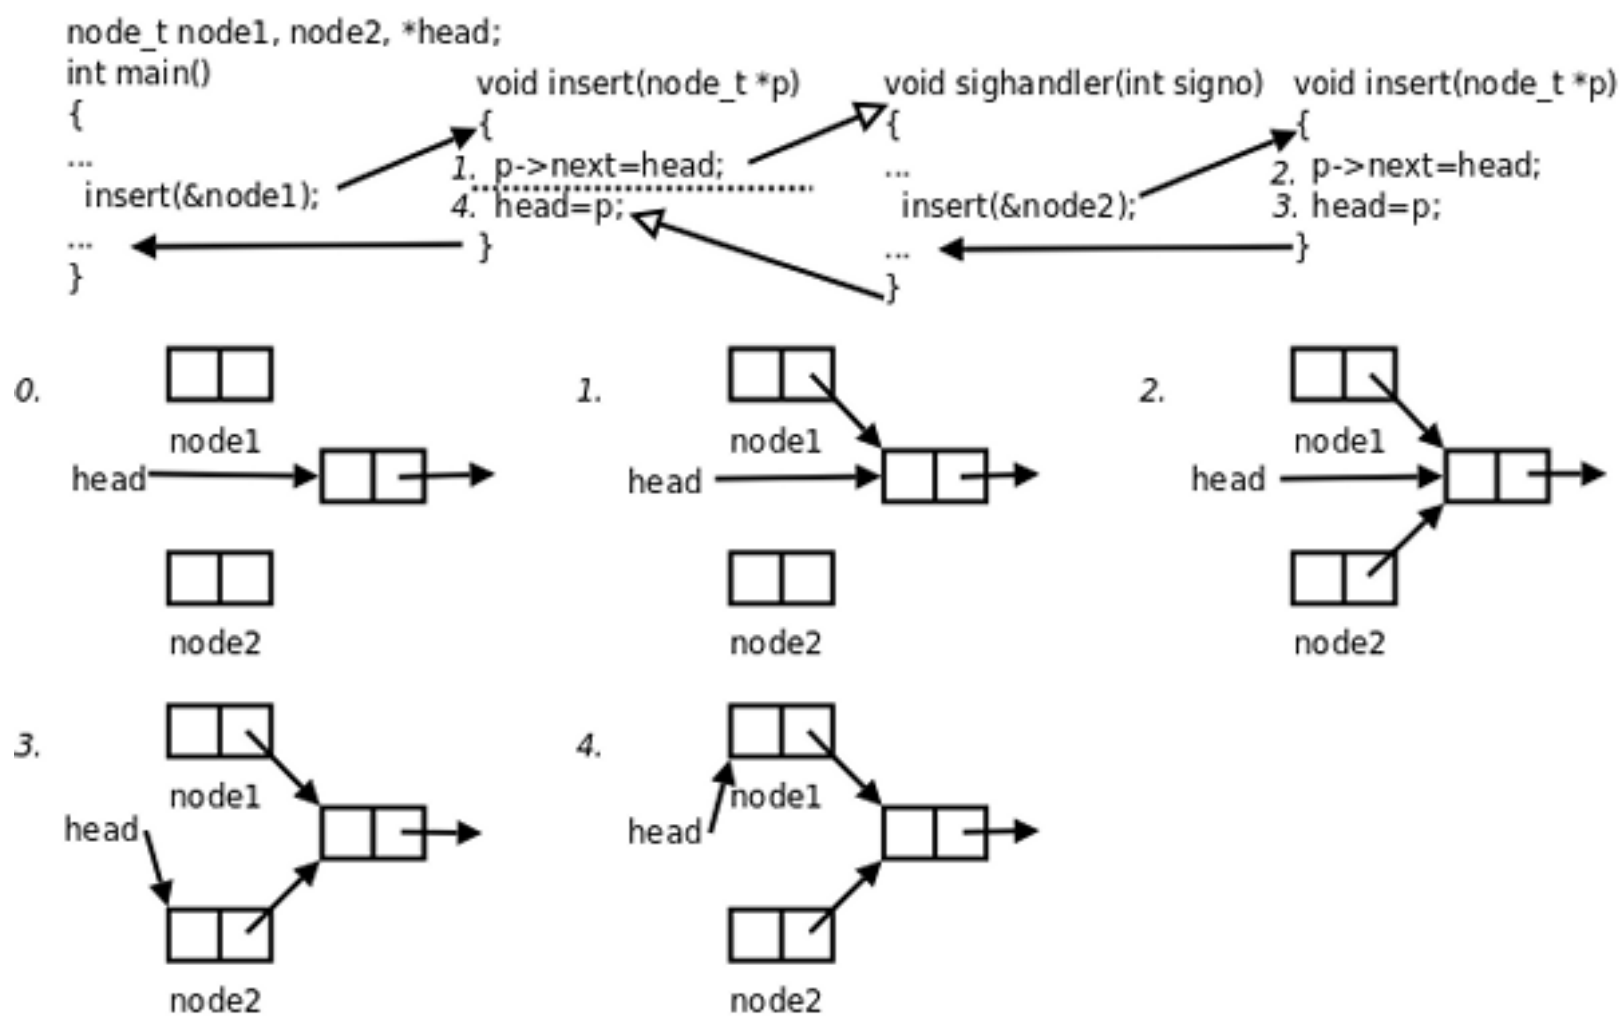 node_t node1, node2, *head;
int main()
{
...
insert(&node1);
...
}
void insert(node_t *p)
{
1. p->next=head;
4. head=p;
}
void sighandler(int signo)
{
...
insert(&node2);
...
}
void insert(node_t *p)
{
2. p->next=head;
3. head=p;
}
0.
node1
head
node2
1.
node1
head
node2
2.
node1
head
node2
3.
node1
head
node2
4.
node1
head
node2